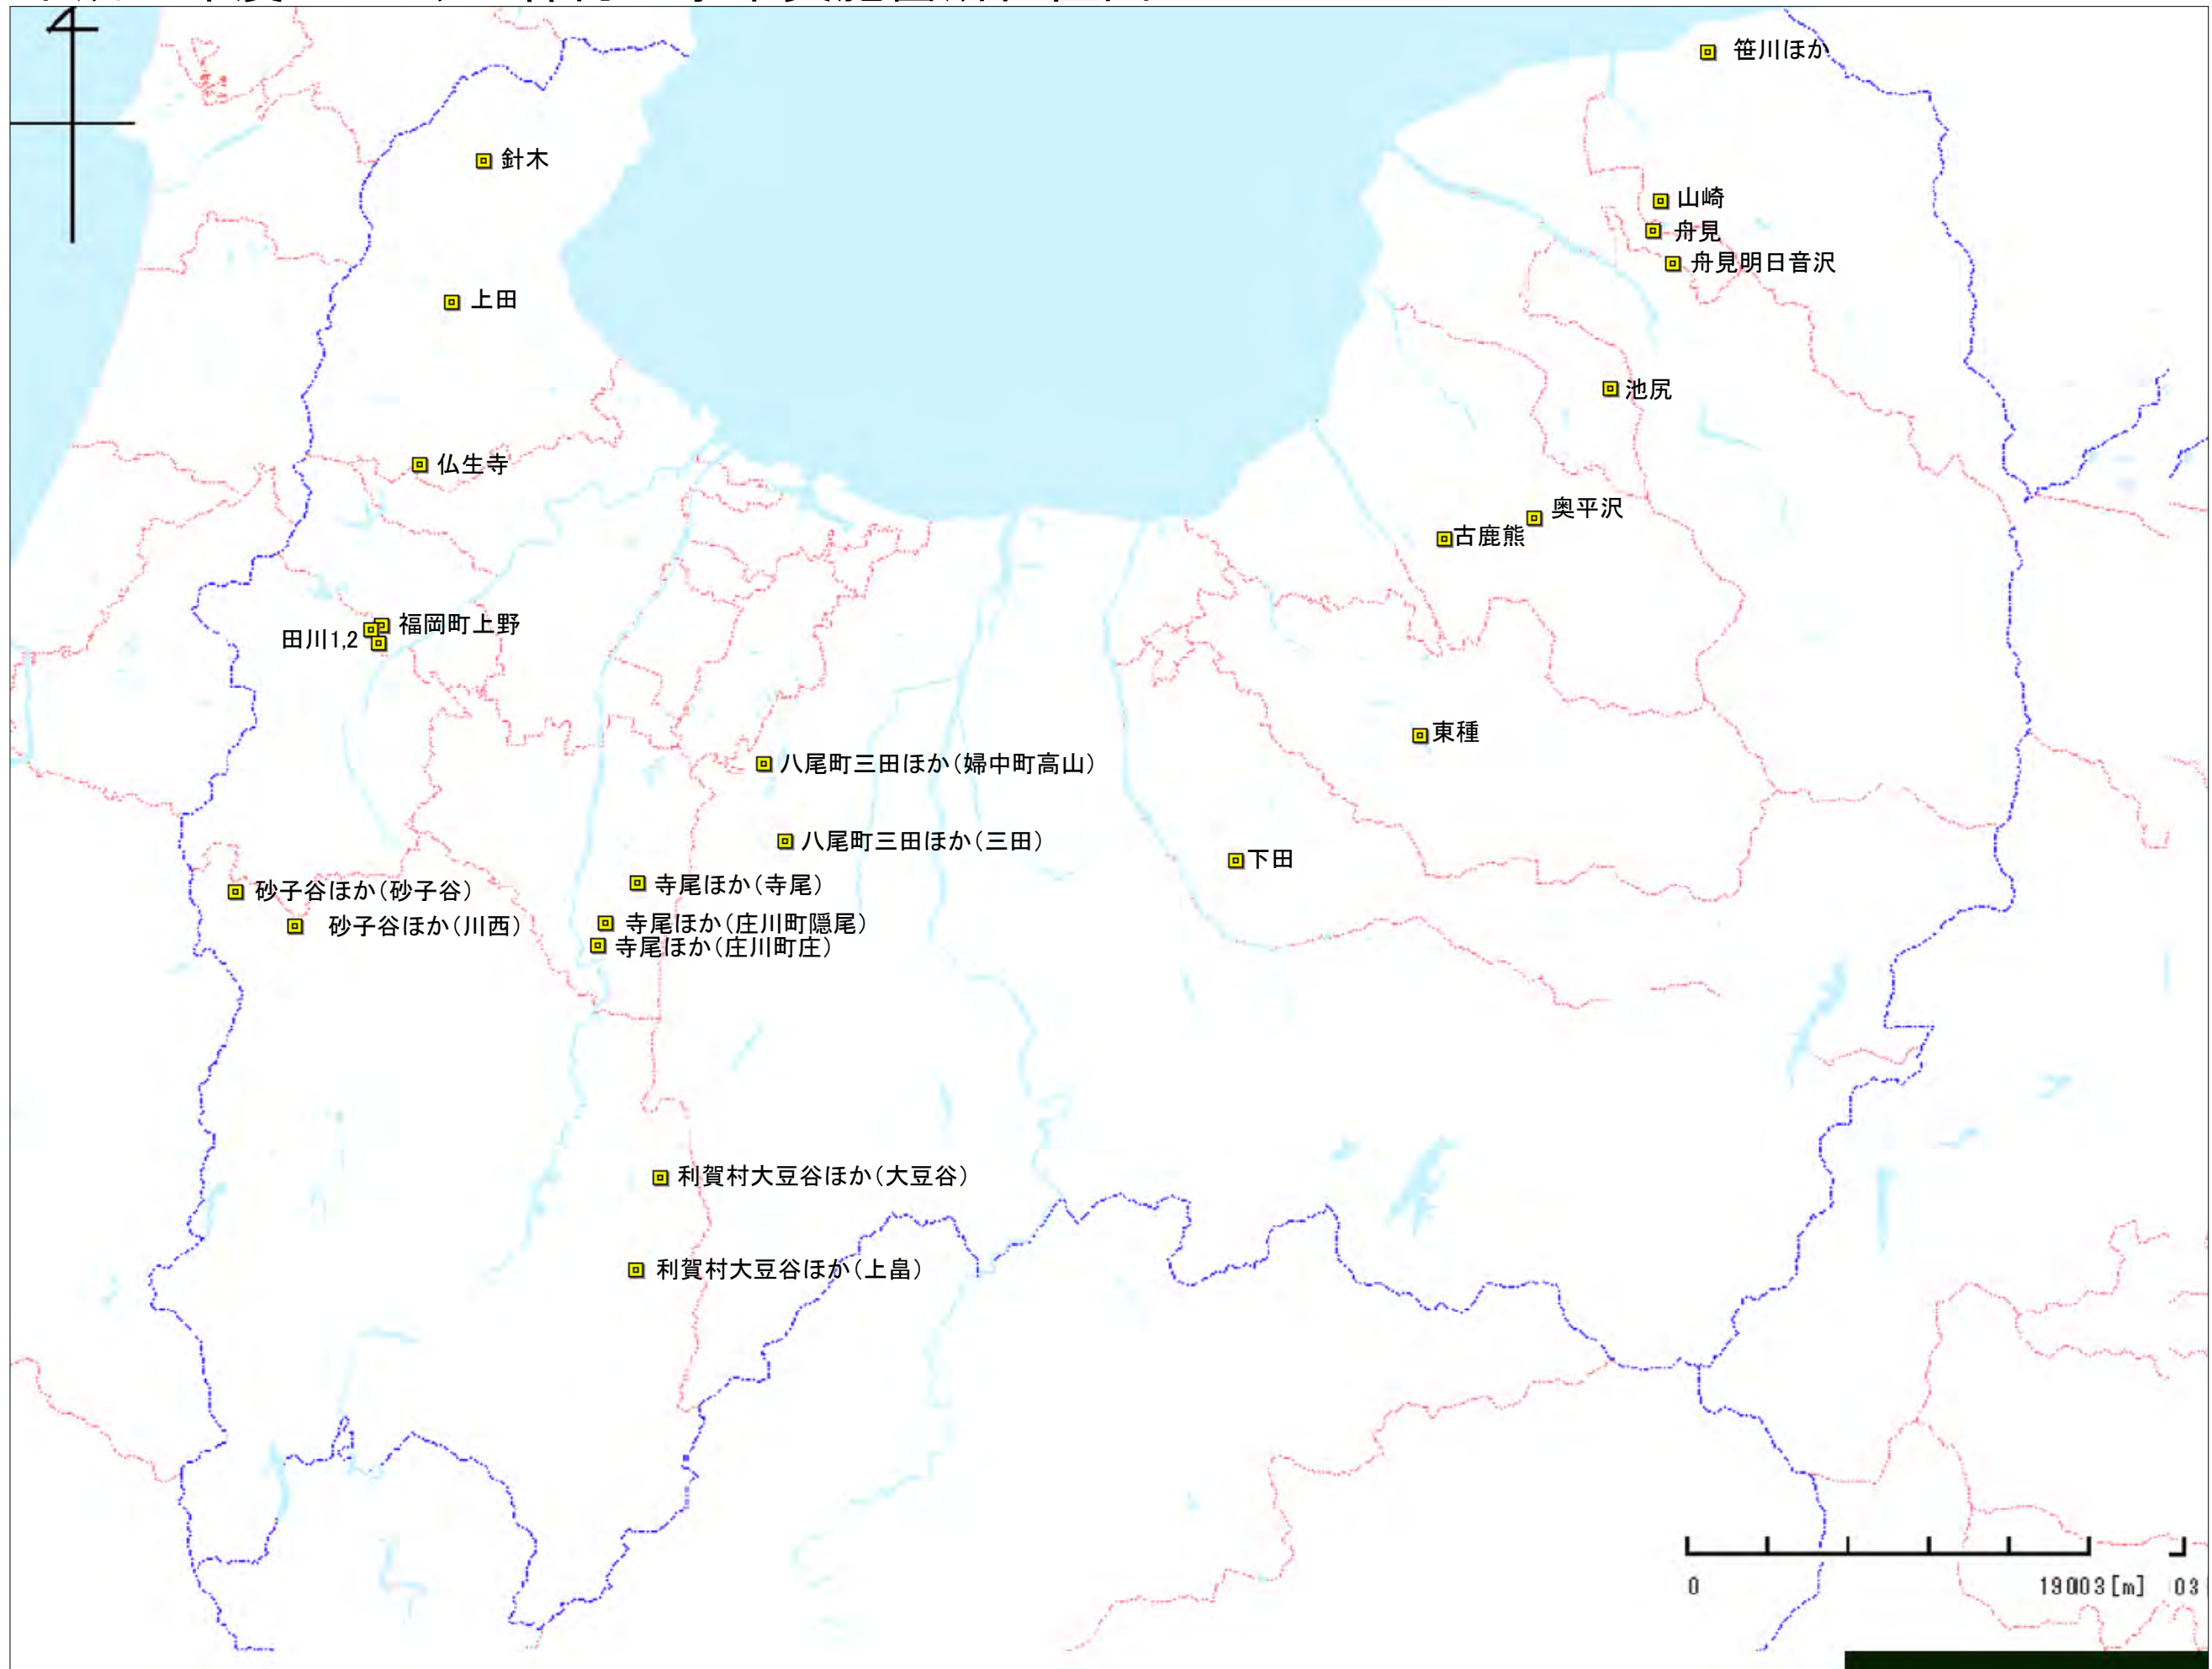 笹川ほか
針木
山崎
舟見
舟見明日音沢
上田
池尻
仏生寺
奥平沢
古鹿熊
福岡町上野
田川1,2
東種
八尾町三田ほか(婦中町高山)
八尾町三田ほか(三田)
下田
寺尾ほか(寺尾)
砂子谷ほか(砂子谷)
寺尾ほか(庄川町隠尾)
砂子谷ほか(川西)
寺尾ほか(庄川町庄)
利賀村大豆谷ほか(大豆谷)
利賀村大豆谷ほか(上畠)
0 19003[m] 03